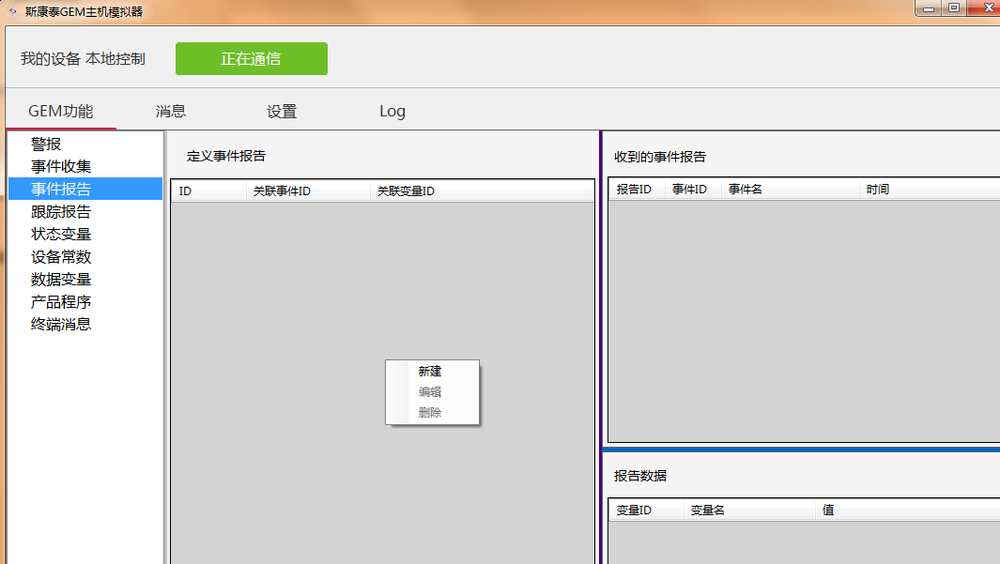 斯康泰GEM主机模拟器
我的设备 本地控制
正在通信
GEM功能 消息 设置 Log
警报
事件收集
事件报告
跟踪报告
状态变量
设备常数
数据变量
产品程序
终端消息
定义事件报告
ID 关联事件ID 关联变量ID
新建
编辑
删除
收到的事件报告
报告ID 事件ID 事件名 时间
报告数据
变量ID 变量名 值